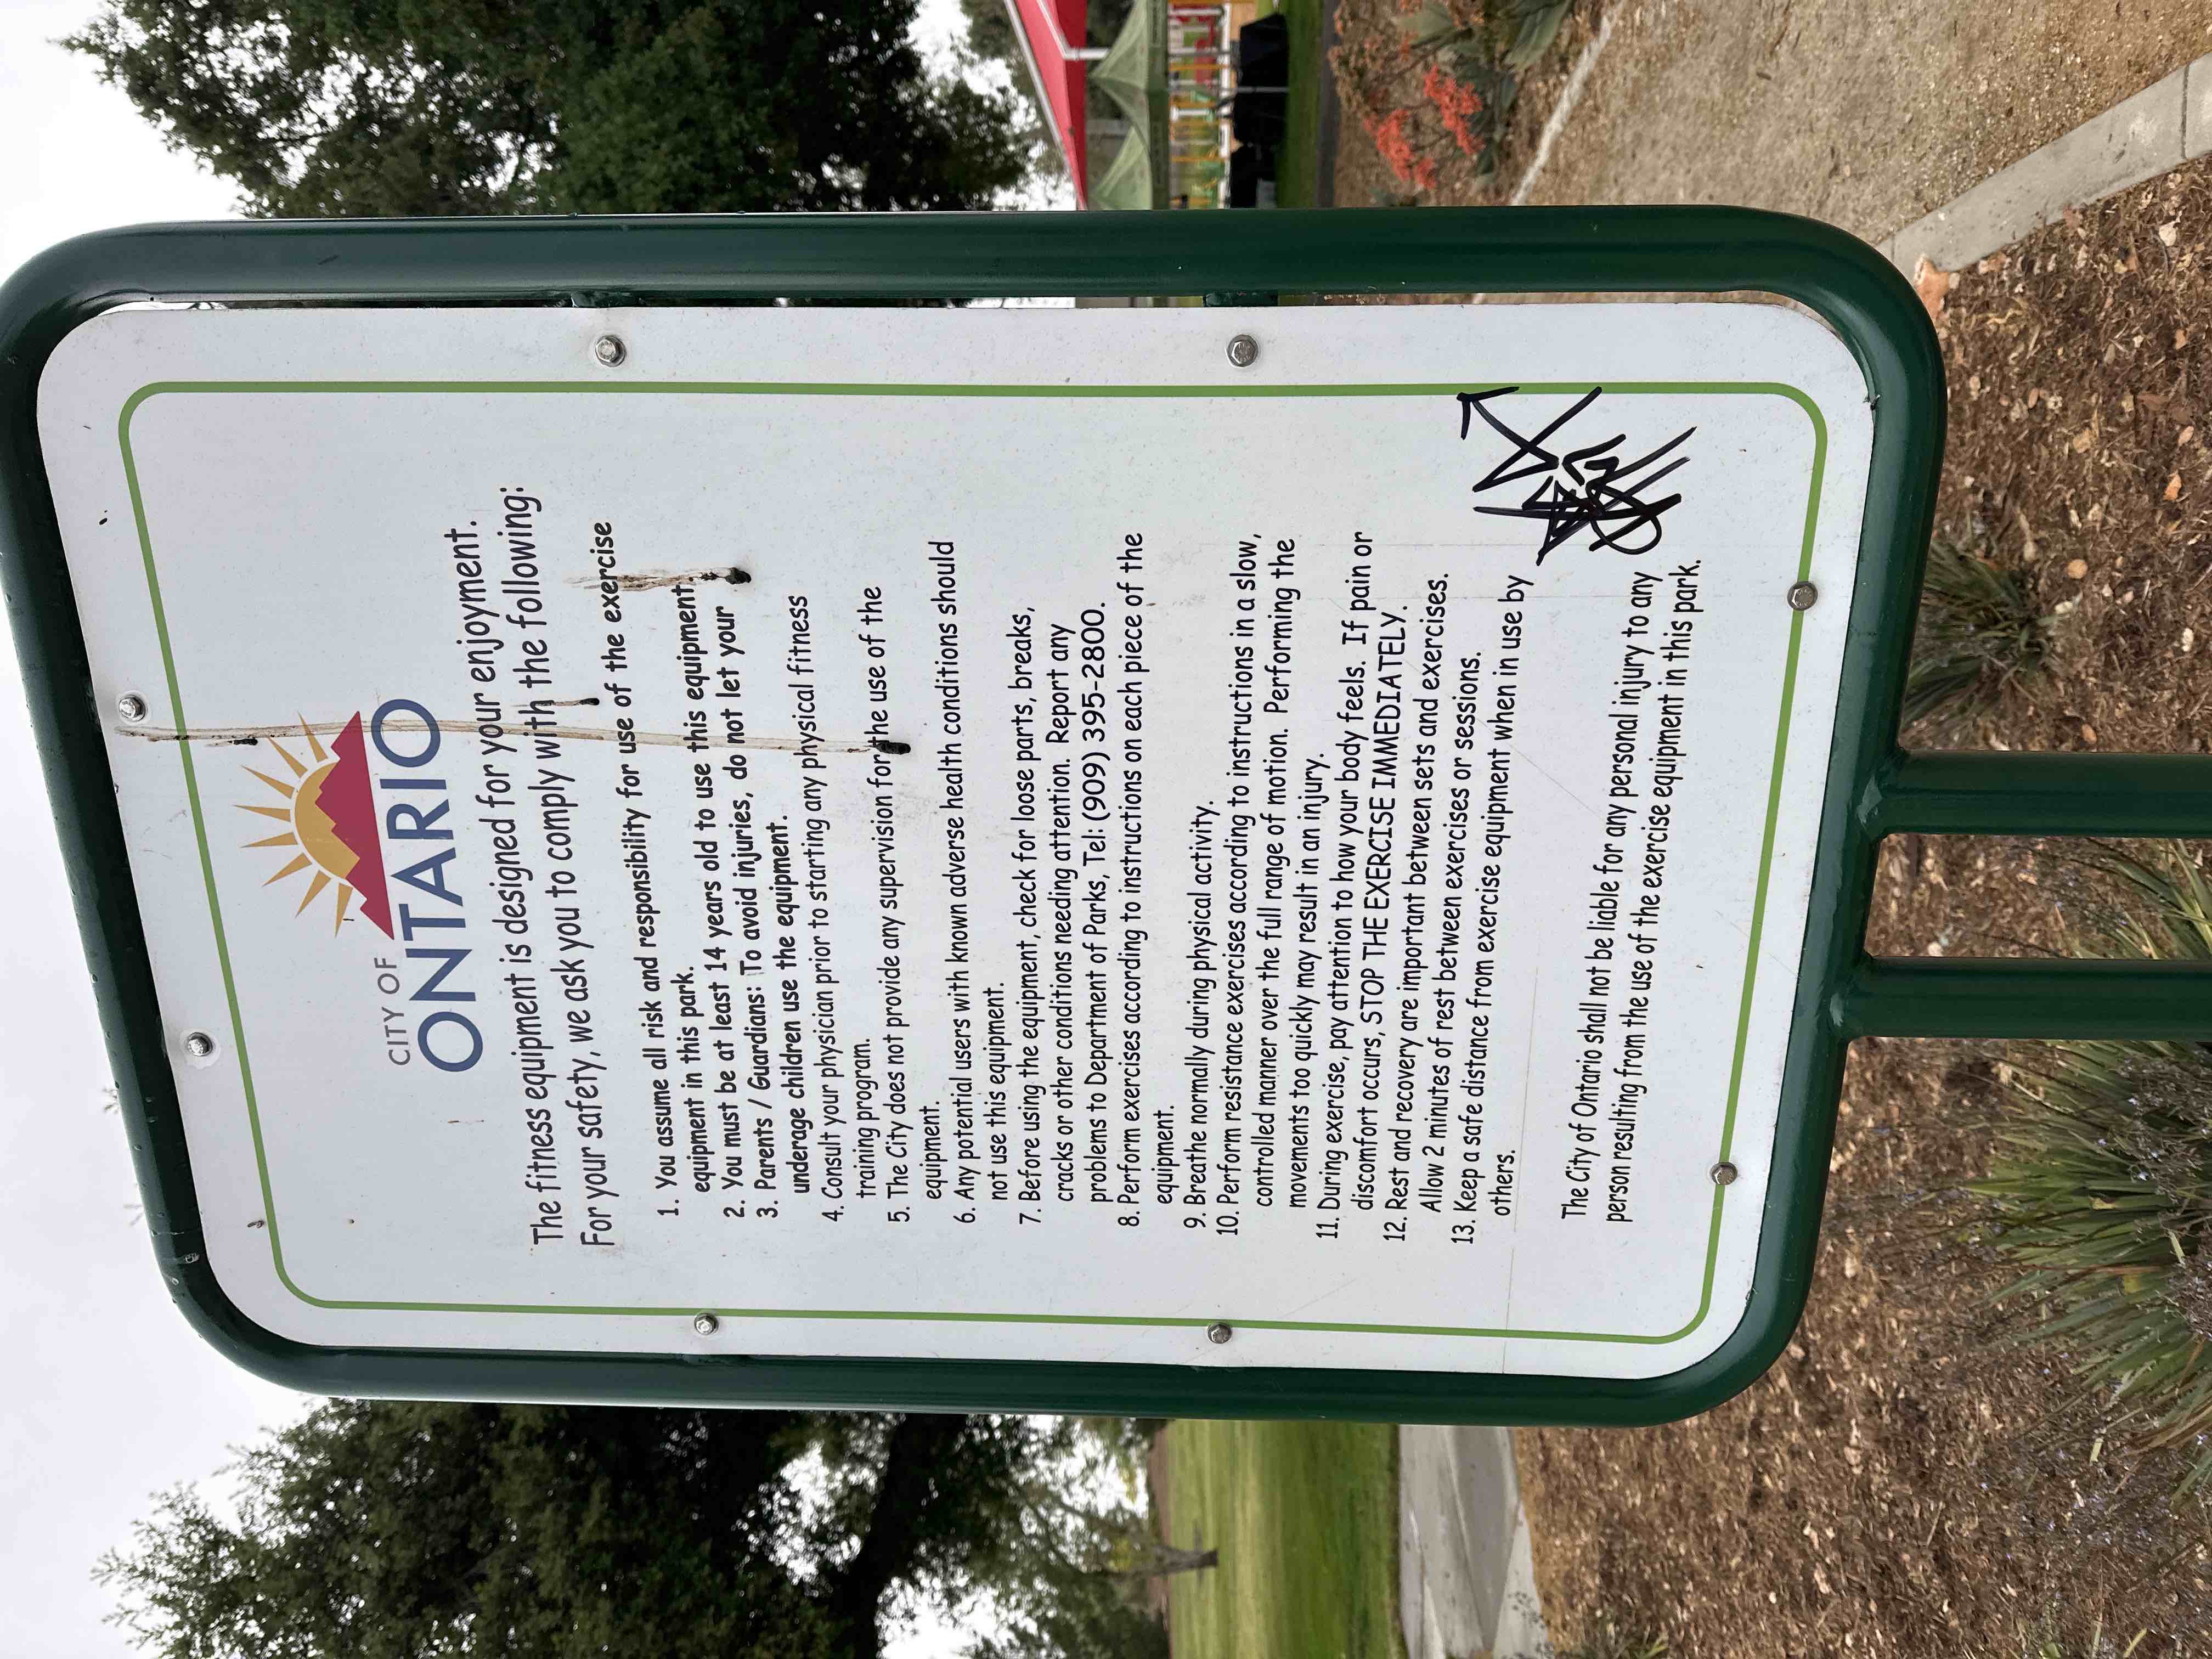 CITY OF
ONTARIO
The fitness equipment is designed for your enjoyment.
For your safety, we ask you to comply with the following:
1. You assume all risk and responsibility for use of the exercise
equipment in this park.
2. You must be at least 14 years old to use this equipment.
3. Parents / Guardians: To avoid injuries, do not let your
underage children use the equipment.
4. Consult your physician prior to starting any physical fitness
training program.
5. The City does not provide any supervision for the use of the
equipment.
6. Any potential users with known adverse health conditions should
not use this equipment.
7. Before using the equipment, check for loose parts, breaks,
cracks or other conditions needing attention. Report any
problems to Department of Parks, Tel: (909) 395-2800.
8. Perform exercises according to instructions on each piece of the
equipment.
9. Breathe normally during physical activity.
10. Perform resistance exercises according to instructions in a slow,
controlled manner over the full range of motion. Performing the
movements too quickly may result in an injury.
11. During exercise, pay attention to how your body feels. If pain or
discomfort occurs, STOP THE EXERCISE IMMEDIATELY.
12. Rest and recovery are important between sets and exercises.
Allow 2 minutes of rest between exercises or sessions.
13. Keep a safe distance from exercise equipment when in use by
others.
The City of Ontario shall not be liable for any personal injury to any
person resulting from the use of the exercise equipment in this park.